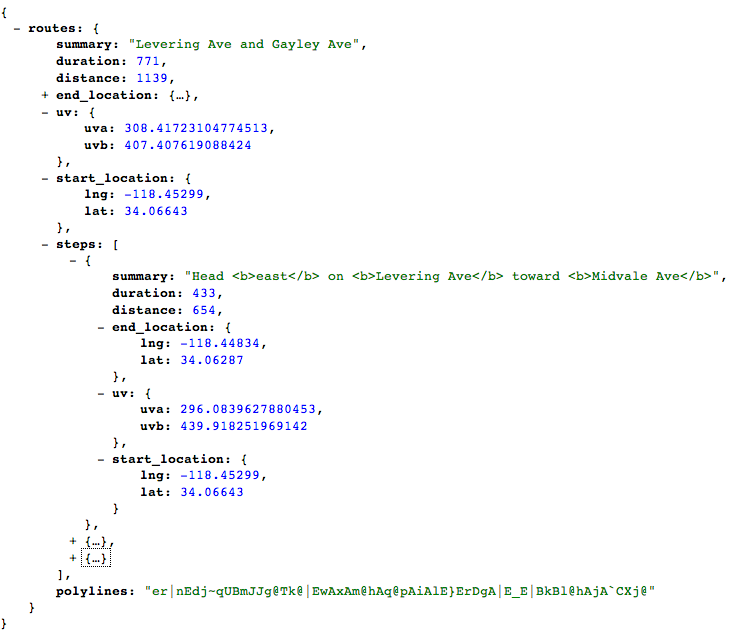 {
- routes: {
summary: "Levering Ave and Gayley Ave",
duration: 771,
distance: 1139,
+ end_location: {…},
- uv: {
uva: 308.41723104774513,
uvb: 407.407619088424
},
- start_location: {
lng: -118.45299,
lat: 34.06643
},
- steps: [
- {
summary: "Head <b>east</b> on <b>Levering Ave</b> toward <b>Midvale Ave</b>",
duration: 433,
distance: 654,
- end_location: {
lng: -118.44834,
lat: 34.06287
},
- uv: {
uva: 296.0839627880453,
uvb: 439.918251969142
},
- start_location: {
lng: -118.45299,
lat: 34.06643
}
},
+ {…},
+ {…}
],
polylines: "er|nEdj~qUBmJJg@Tk@|EwAxAm@hAq@pAiAlE}ErDgA|E_E|BkBl@hAjA`CXj@"
}
}